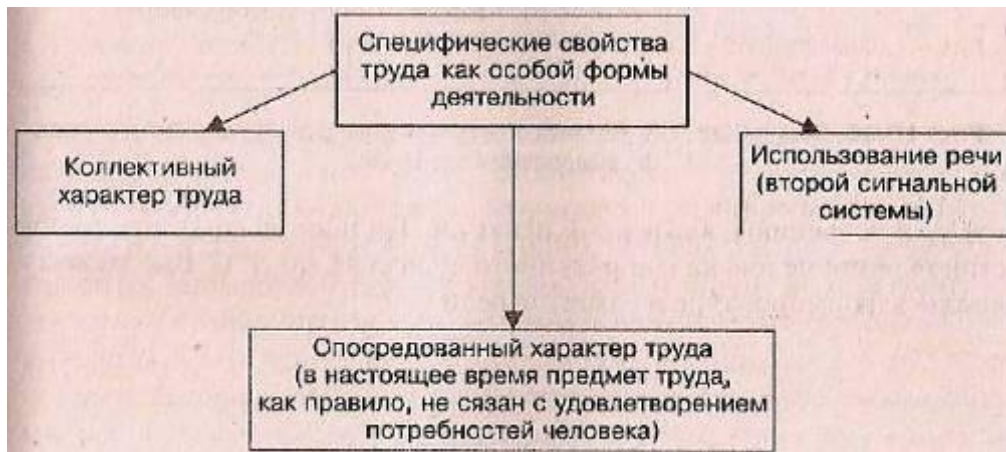 Специфические свойства
труда как особой формы
деятельности
Коллективный
характер труда
Использование речи
(второй сигнальной
системы)
Опосредованный характер труда
(в настоящее время предмет труда,
как правило, не сязан с удовлетворением
потребностей человека)